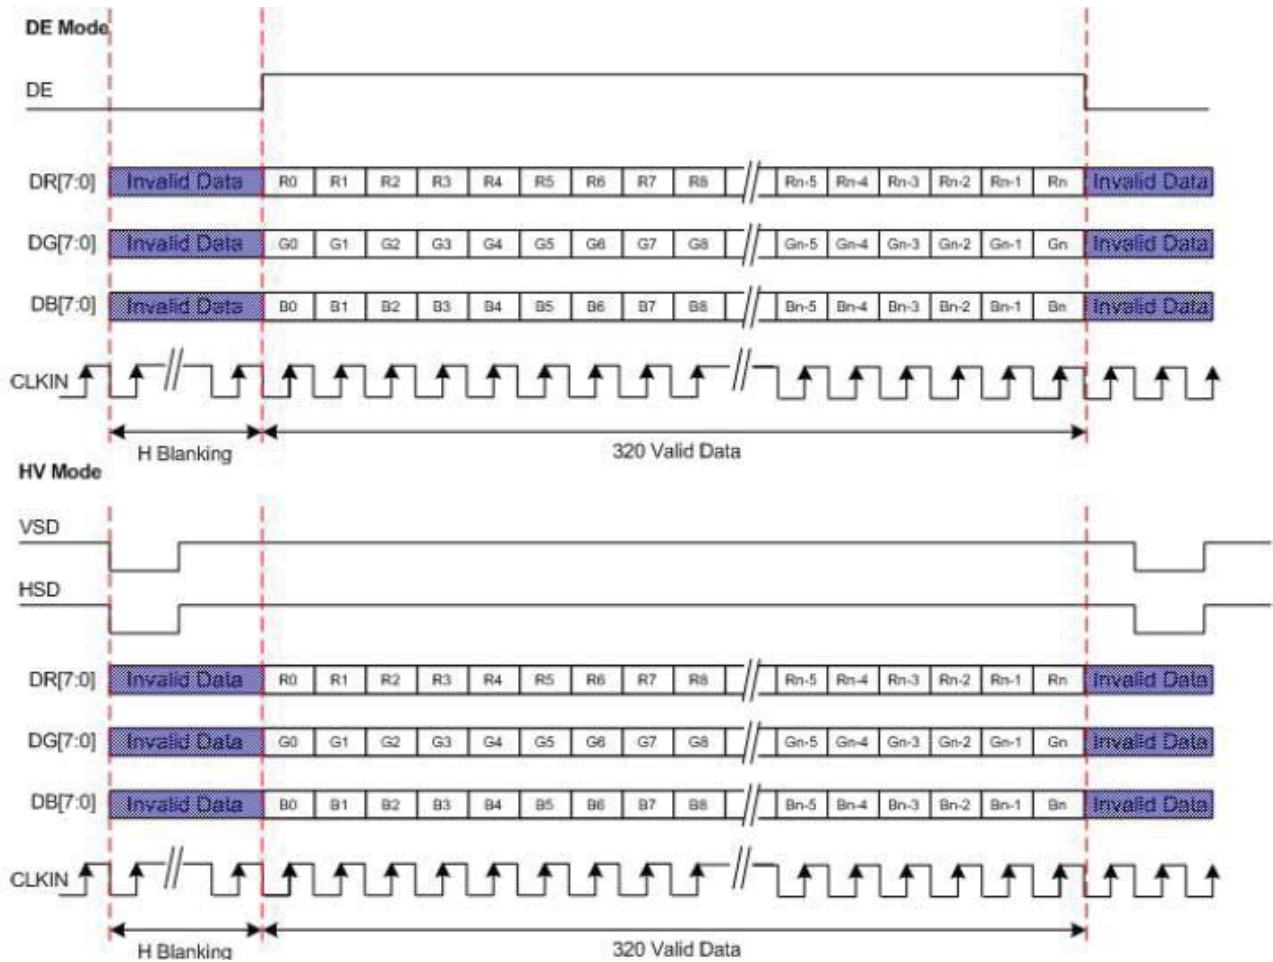 DE Mode
DE
DR[7:0] Invalid Data R0 R1 R2 R3 R4 R5 R6 R7 R8 Rn-5 Rn-4 Rn-3 Rn-2 Rn-1 Rn Invalid Data
DG[7:0] Invalid Data G0 G1 G2 G3 G4 G5 G6 G7 G8 Gn-5 Gn-4 Gn-3 Gn-2 Gn-1 Gn Invalid Data
DB[7:0] Invalid Data B0 B1 B2 B3 B4 B5 B6 B7 B8 Bn-5 Bn-4 Bn-3 Bn-2 Bn-1 Bn Invalid Data
CLKIN
H Blanking 320 Valid Data
HV Mode
VSD
HSD
DR[7:0] Invalid Data R0 R1 R2 R3 R4 R5 R6 R7 R8 Rn-5 Rn-4 Rn-3 Rn-2 Rn-1 Rn Invalid Data
DG[7:0] Invalid Data G0 G1 G2 G3 G4 G5 G6 G7 G8 Gn-5 Gn-4 Gn-3 Gn-2 Gn-1 Gn Invalid Data
DB[7:0] Invalid Data B0 B1 B2 B3 B4 B5 B6 B7 B8 Bn-5 Bn-4 Bn-3 Bn-2 Bn-1 Bn Invalid Data
CLKIN
H Blanking 320 Valid Data